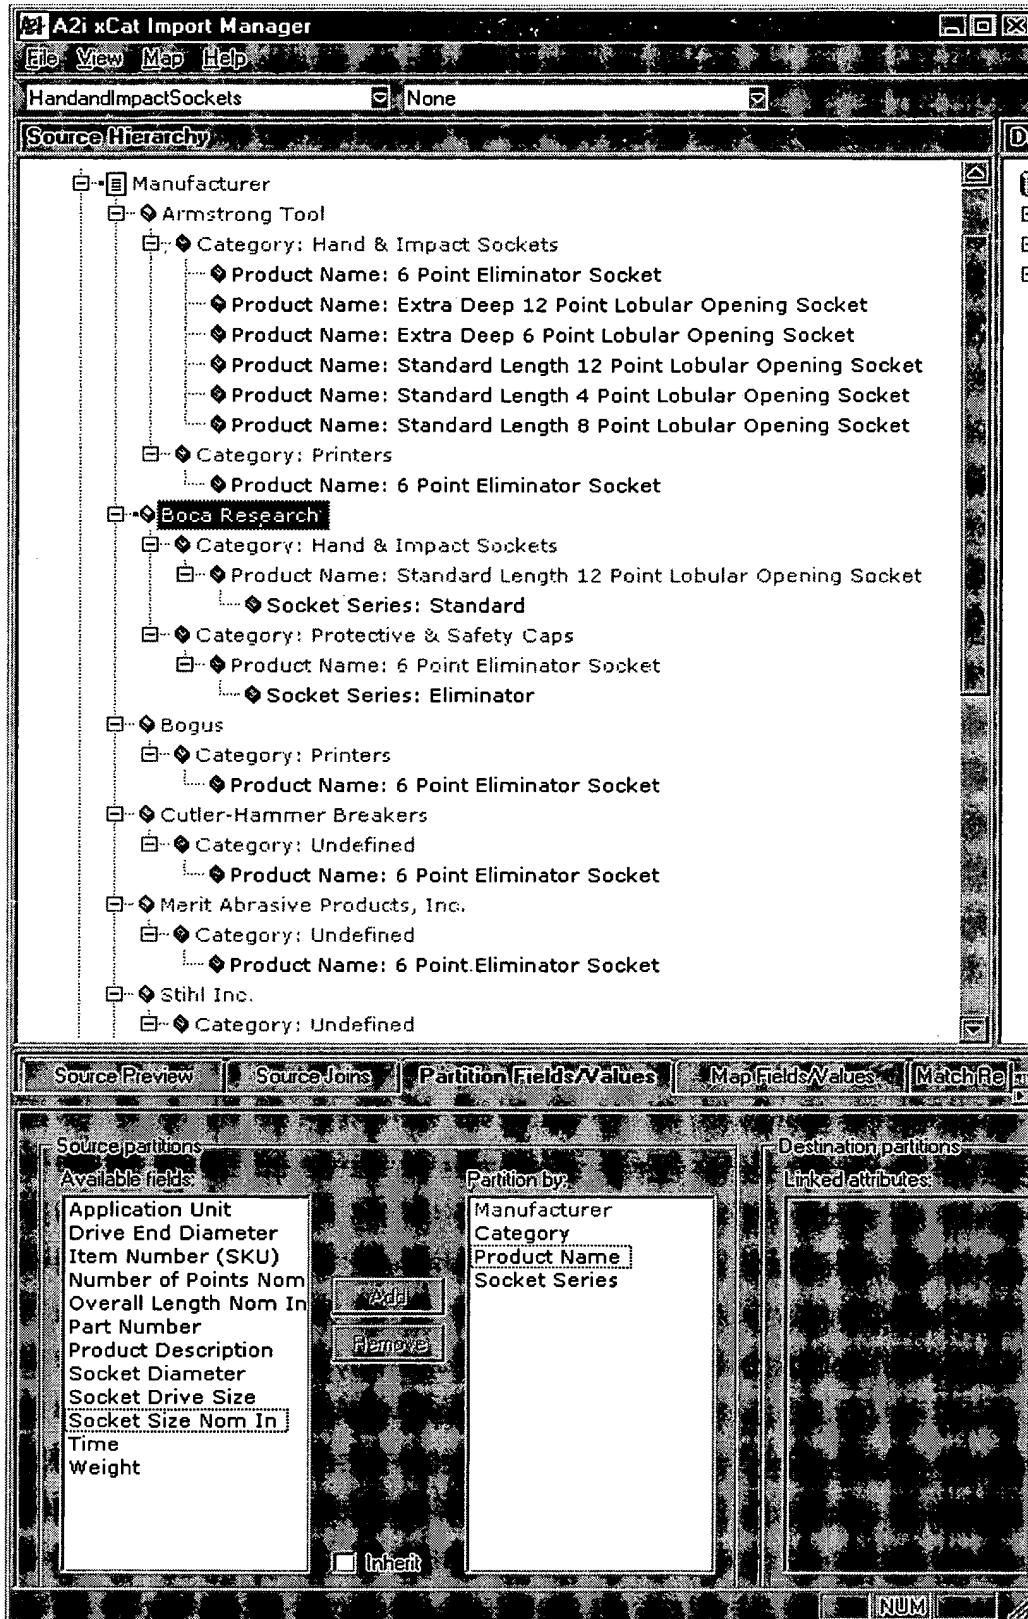 A2i xCat Import Manager
File View Map Help
HandandImpactSockets None
Source Hierarchy D
Manufacturer
Armstrong Tool
Category: Hand & Impact Sockets
Product Name: 6 Point Eliminator Socket
Product Name: Extra Deep 12 Point Lobular Opening Socket
Product Name: Extra Deep 6 Point Lobular Opening Socket
Product Name: Standard Length 12 Point Lobular Opening Socket
Product Name: Standard Length 4 Point Lobular Opening Socket
Product Name: Standard Length 8 Point Lobular Opening Socket
Category: Printers
Product Name: 6 Point Eliminator Socket
Boca Research
Category: Hand & Impact Sockets
Product Name: Standard Length 12 Point Lobular Opening Socket
Socket Series: Standard
Category: Protective & Safety Caps
Product Name: 6 Point Eliminator Socket
Socket Series: Eliminator
Bogus
Category: Printers
Product Name: 6 Point Eliminator Socket
Cutler-Hammer Breakers
Category: Undefined
Product Name: 6 Point Eliminator Socket
Merit Abrasive Products, Inc.
Category: Undefined
Product Name: 6 Point Eliminator Socket
Stihl Inc.
Category: Undefined
Source Preview Source Joins Partition Fields/Values Map Fields/Values Match Re
Source partitions Destination partitions
Available fields: Partition by: Linked attributes:
Application Unit Manufacturer
Drive End Diameter Category
Item Number (SKU) Product Name
Number of Points Nom Socket Series
Overall Length Nom In Add
Part Number
Product Description Remove
Socket Diameter
Socket Drive Size
Socket Size Nom In
Time
Weight
Inherit
NUM